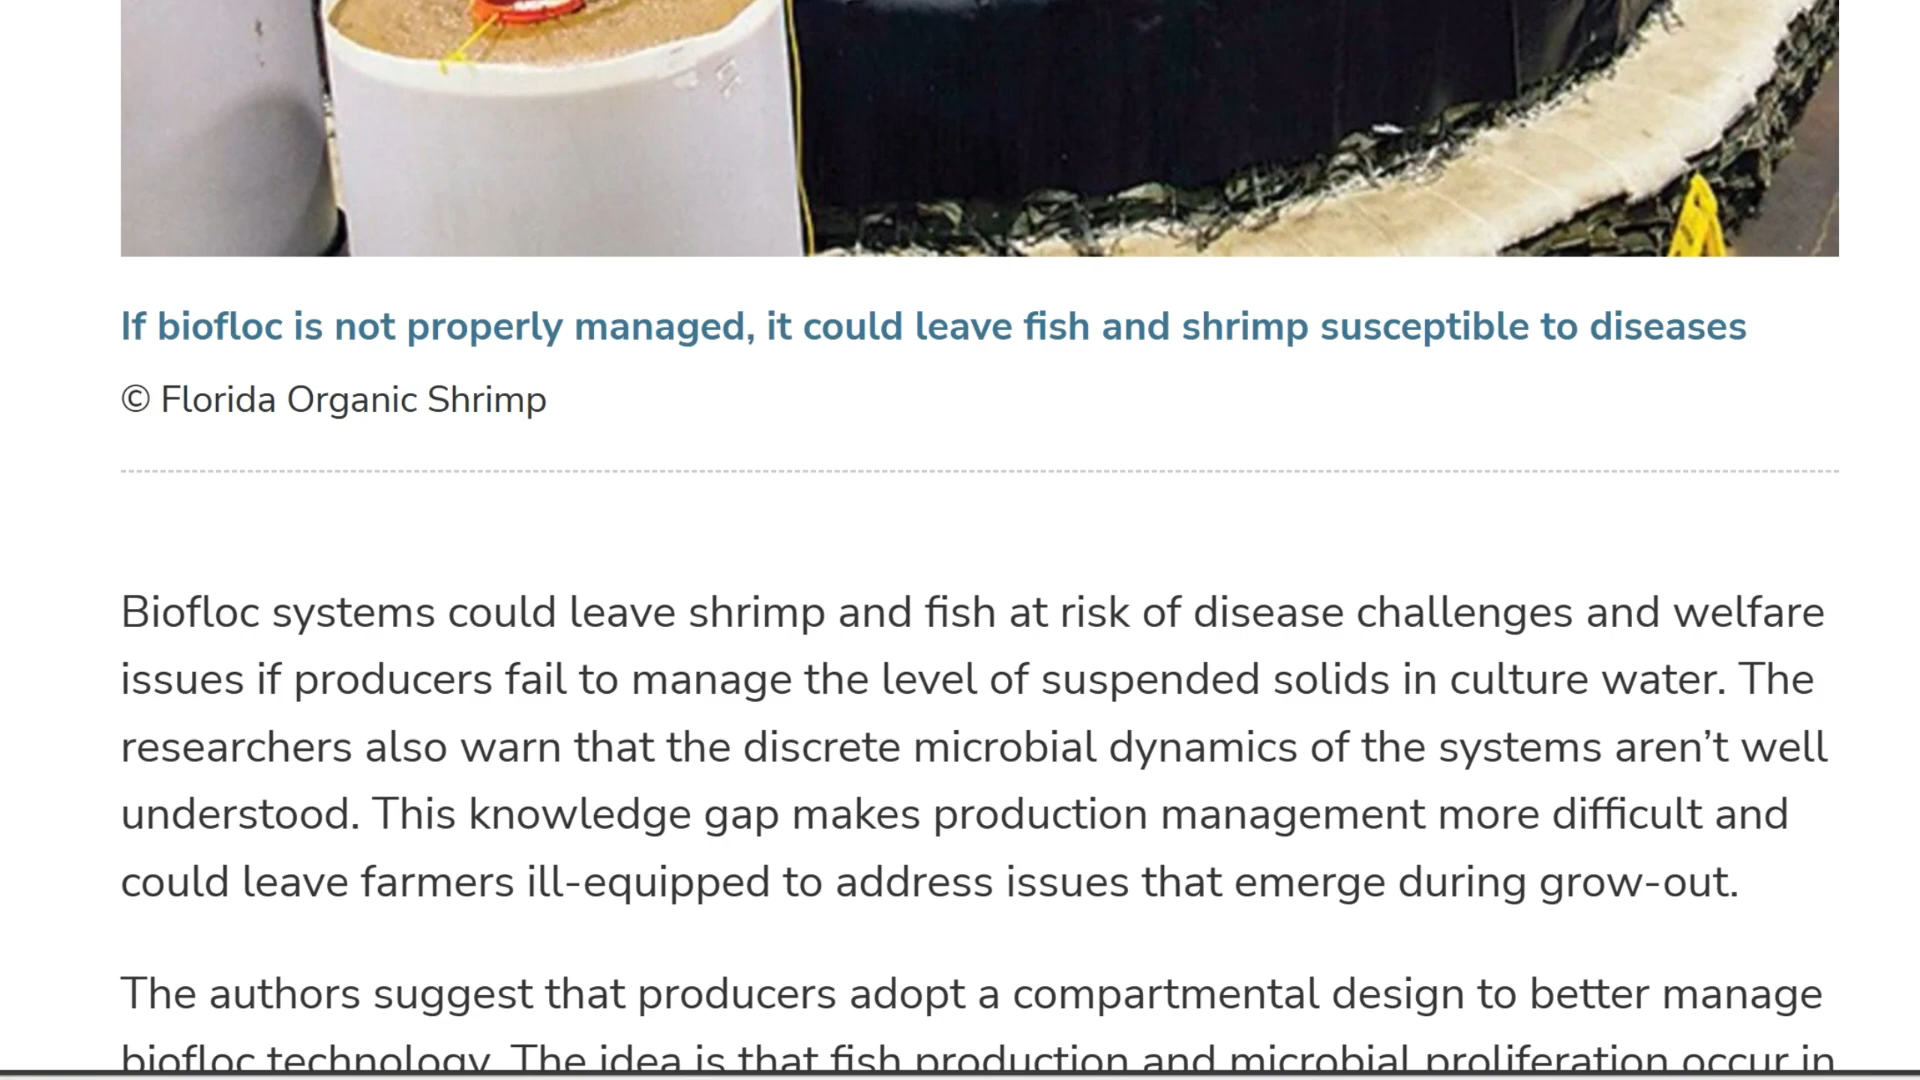 If biofloc is not properly managed, it could leave fish and shrimp susceptible to diseases
© Florida Organic Shrimp
Biofloc systems could leave shrimp and fish at risk of disease challenges and welfare
issues if producers fail to manage the level of suspended solids in culture water. The
researchers also warn that the discrete microbial dynamics of the systems aren’t well
understood. This knowledge gap makes production management more difficult and
could leave farmers ill-equipped to address issues that emerge during grow-out.
The authors suggest that producers adopt a compartmental design to better manage
biofloc technology. The idea is that fish production and microbial proliferation occur in